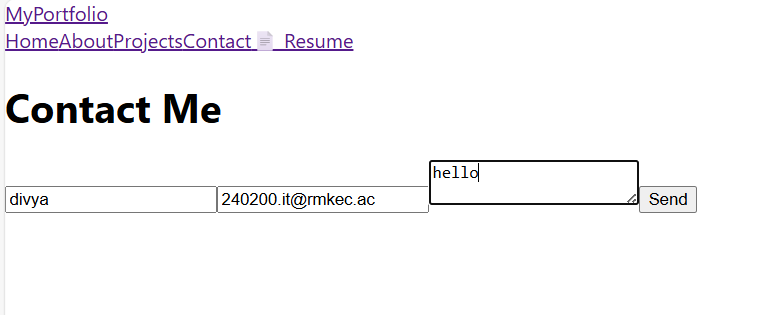 MyPortfolio
HomeAboutProjectsContact 📄 Resume
Contact Me
divya 240200.it@rmkec.ac hello Send